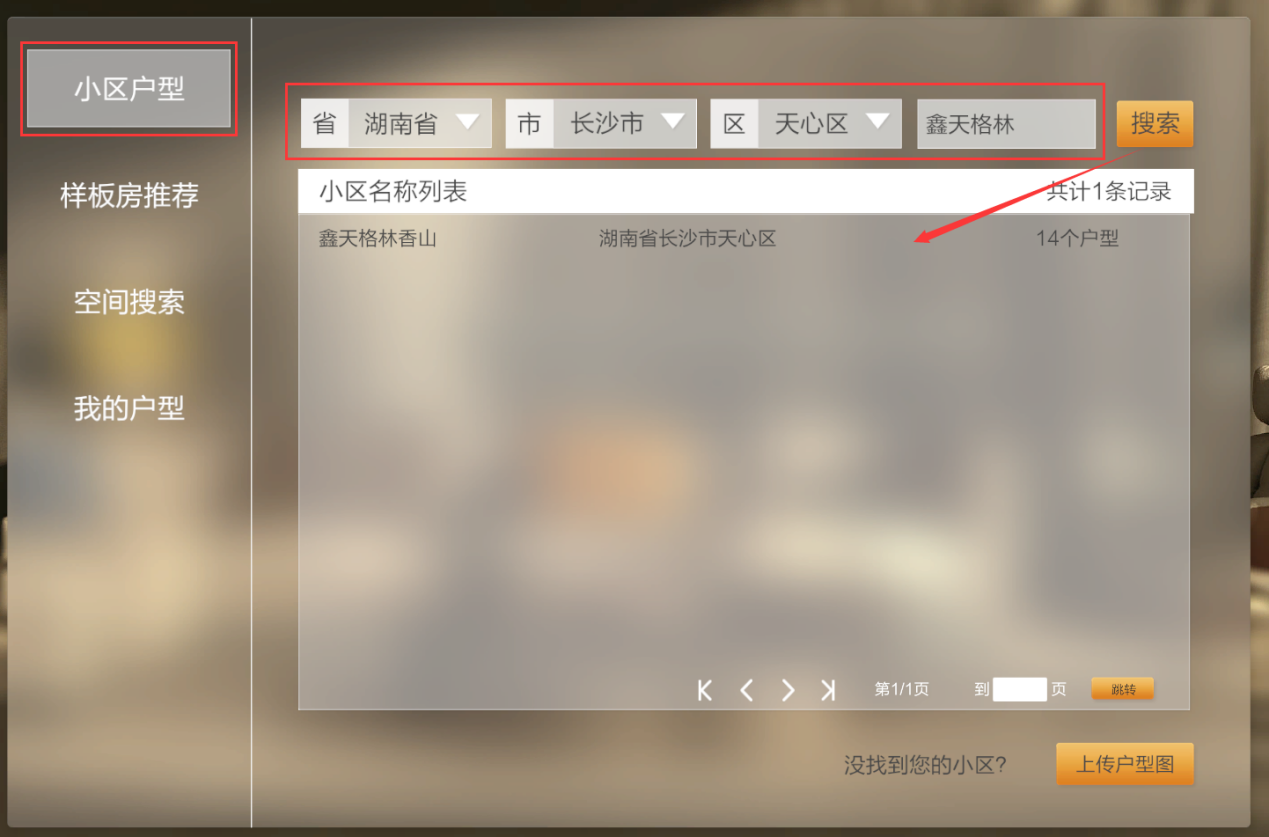 小区户型
样板房推荐
空间搜索
我的户型
省 湖南省 市 长沙市 区 天心区 鑫天格林 搜索
小区名称列表 共计1条记录
鑫天格林香山 湖南省长沙市天心区 14个户型
第1/1页 到 页 跳转
没找到您的小区? 上传户型图